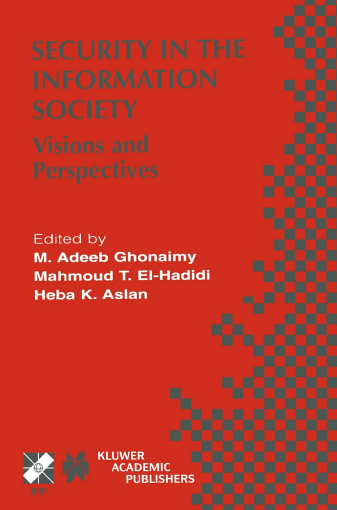 SECURITY IN THE
INFORMATION
SOCIETY
Visions and
Perspectives
Edited by
M. Adeeb Ghonaimy
Mahmoud T. El-Hadidi
Heba K. Aslan
KLUWER
ACADEMIC
PUBLISHERS